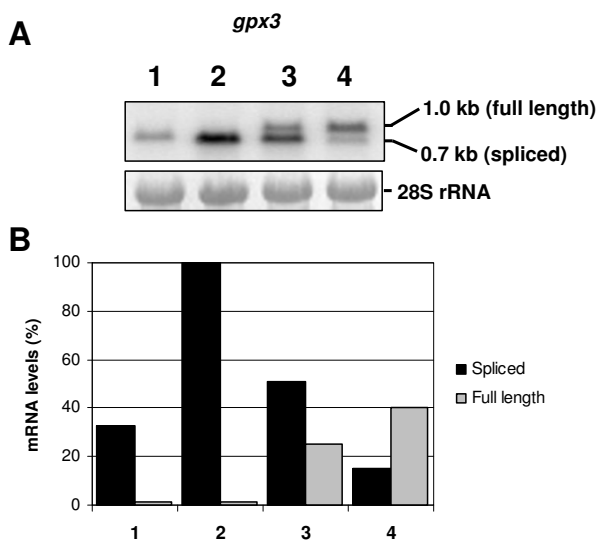 gpx3
A
1 2 3 4
1.0 kb (full length)
0.7 kb (spliced)
28S rRNA
B
mRNA levels (%)
100
80
60
40
20
0
1 2 3 4
Spliced
Full length